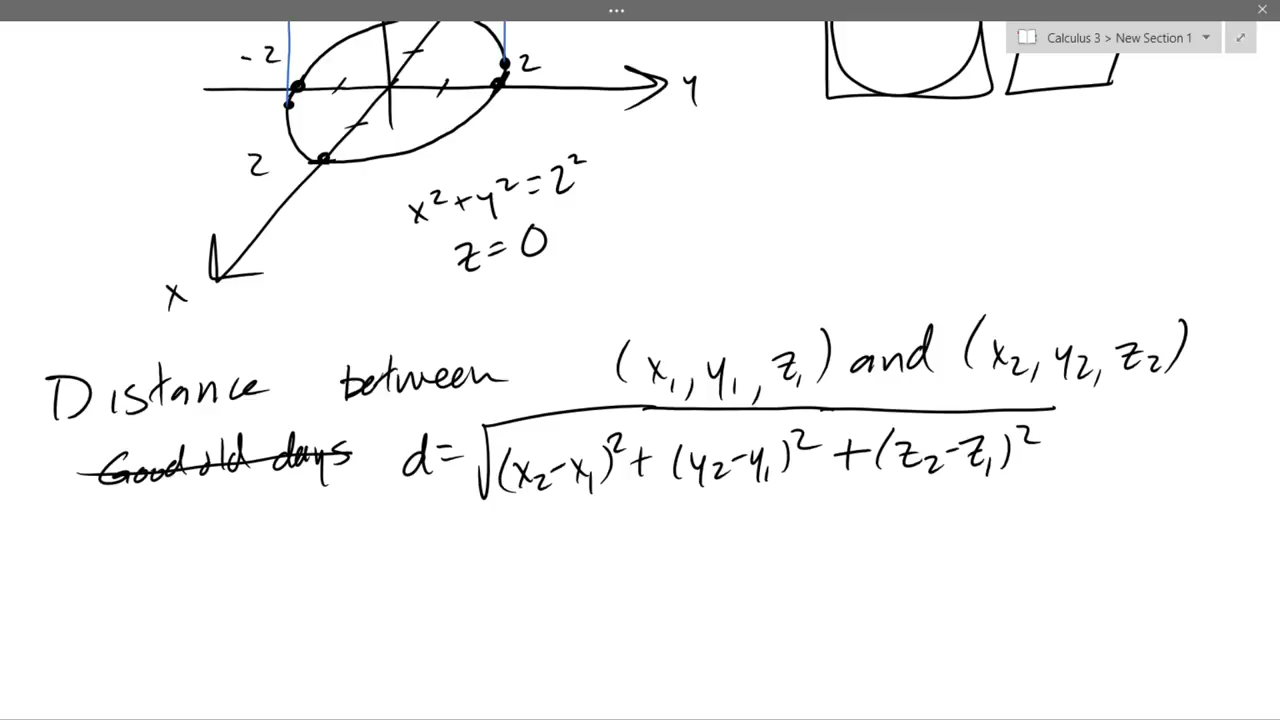 Calculus 3 > New Section 1
-2
2
y
2
x² + y² = 2²
z = 0
x
Distance between (x₁, y₁, z₁) and (x₂, y₂, z₂)
Good old days d = √(x₂-x₁)² + (y₂-y₁)² + (z₂-z₁)²